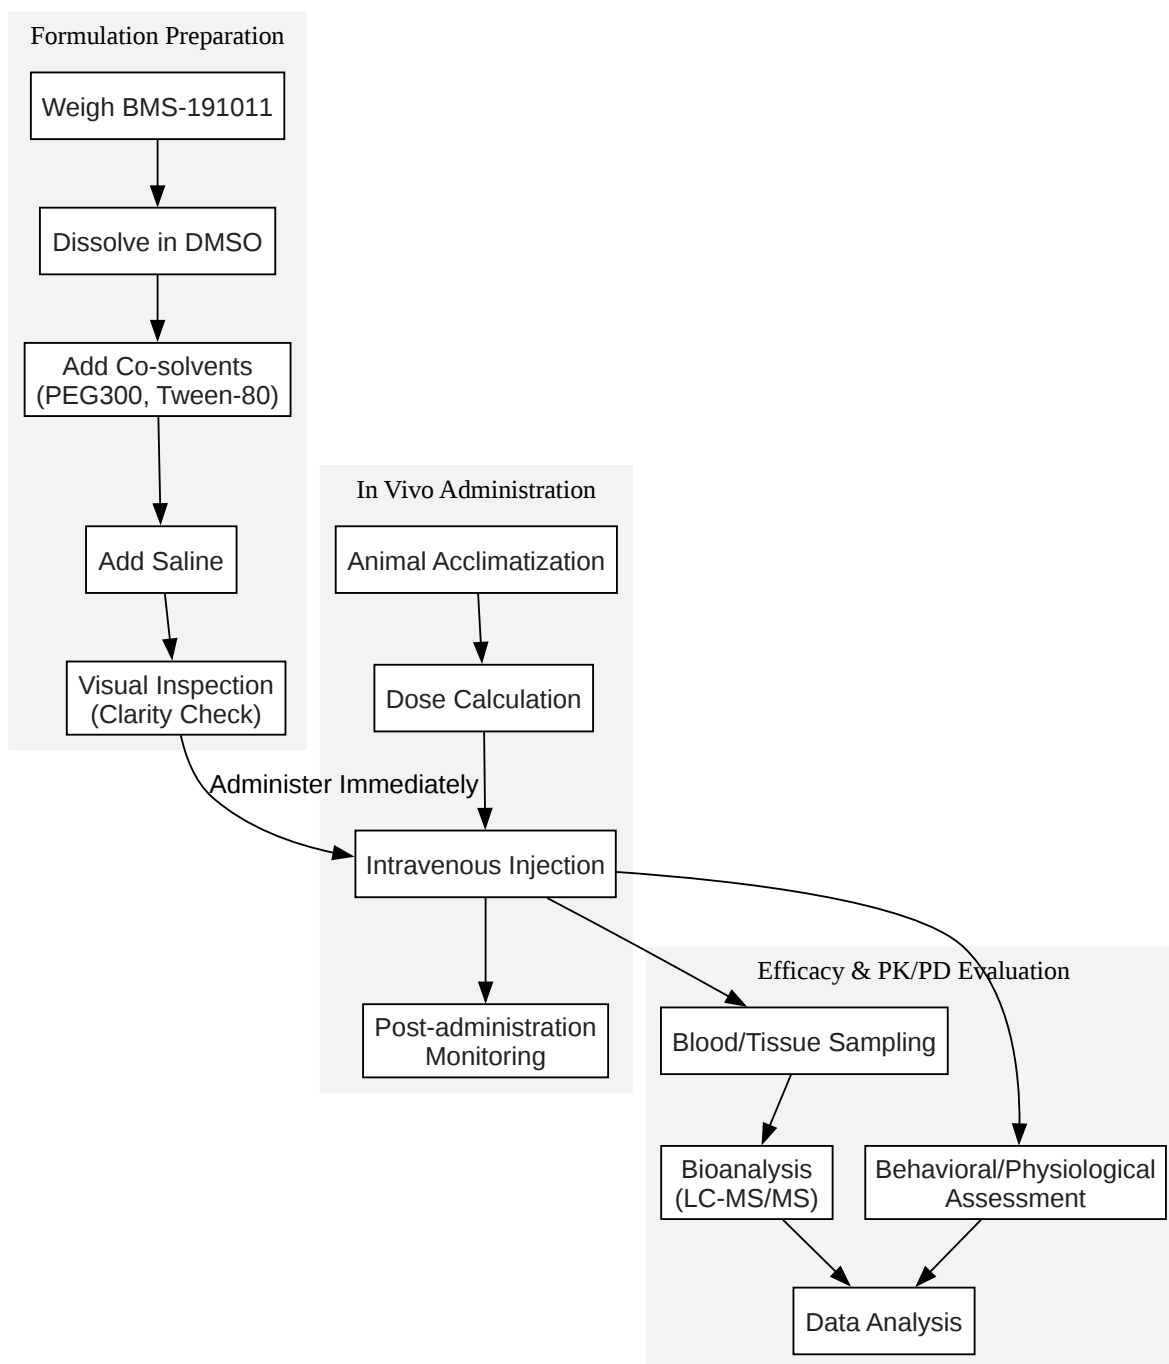 Formulation Preparation
Weigh BMS-191011
Dissolve in DMSO
Add Co-solvents
(PEG300, Tween-80)
Add Saline
Visual Inspection
(Clarity Check)
Administer Immediately
In Vivo Administration
Animal Acclimatization
Dose Calculation
Intravenous Injection
Post-administration
Monitoring
Efficacy & PK/PD Evaluation
Blood/Tissue Sampling
Bioanalysis
(LC-MS/MS)
Behavioral/Physiological
Assessment
Data Analysis